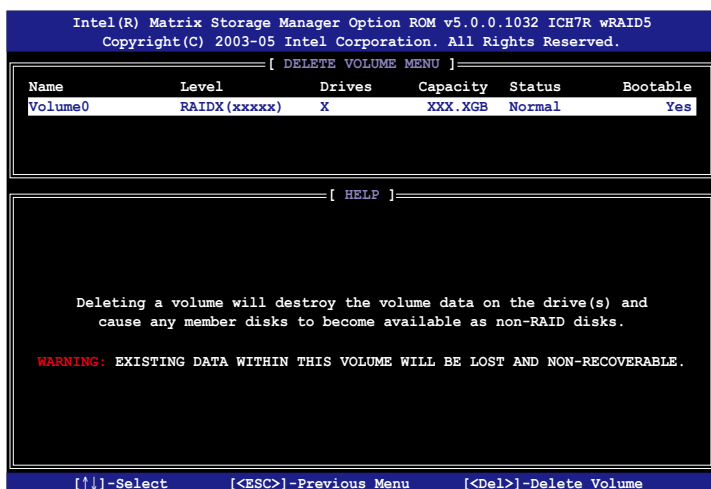 Intel(R) Matrix Storage Manager Option ROM v5.0.0.1032 ICH7R wRAID5
Copyright(C) 2003-05 Intel Corporation. All Rights Reserved.
[ DELETE VOLUME MENU ]
Name Level Drives Capacity Status Bootable
Volume0 RAIDX(xxxxx) X XXX.XGB Normal Yes
[ HELP ]
Deleting a volume will destroy the volume data on the drive(s) and
cause any member disks to become available as non-RAID disks.
WARNING: EXISTING DATA WITHIN THIS VOLUME WILL BE LOST AND NON-RECOVERABLE.
[↑↓]-Select [<ESC>]-Previous Menu [<Del>]-Delete Volume